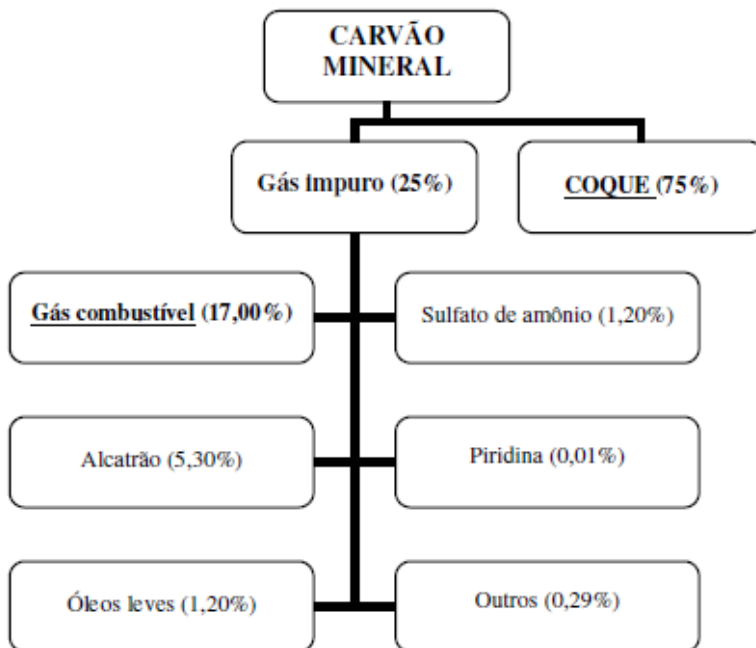 CARVÃO
MINERAL
Gás impuro (25%)
COQUE (75%)
Gás combustível (17,00%)
Sulfato de amônio (1,20%)
Alcatrão (5,30%)
Piridina (0,01%)
Óleos leves (1,20%)
Outros (0,29%)